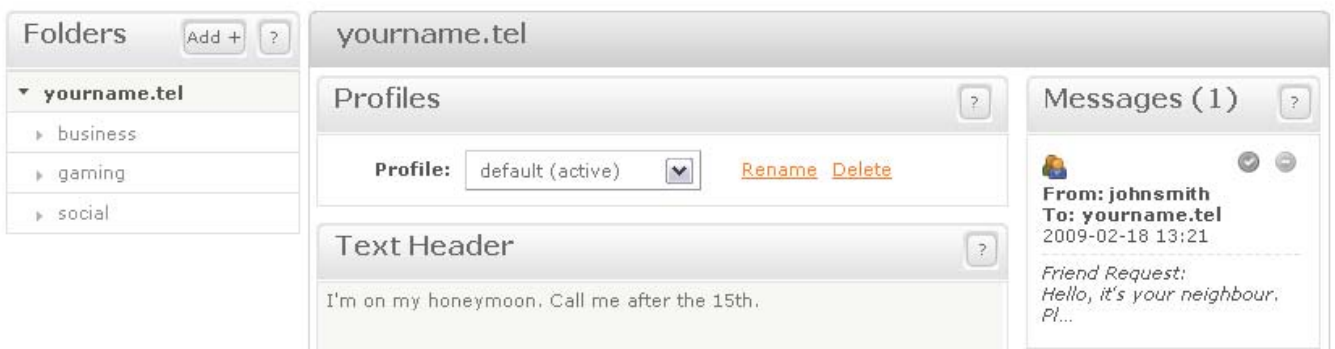 Folders
Add +
?
yourname.tel
business
gaming
social
yourname.tel
Profiles
?
Profile:
default (active)
Rename Delete
Text Header
?
I'm on my honeymoon. Call me after the 15th.
Messages (1)
?
From: johnsmith
To: yourname.tel
2009-02-18 13:21
Friend Request:
Hello, it's your neighbour.
Pl...